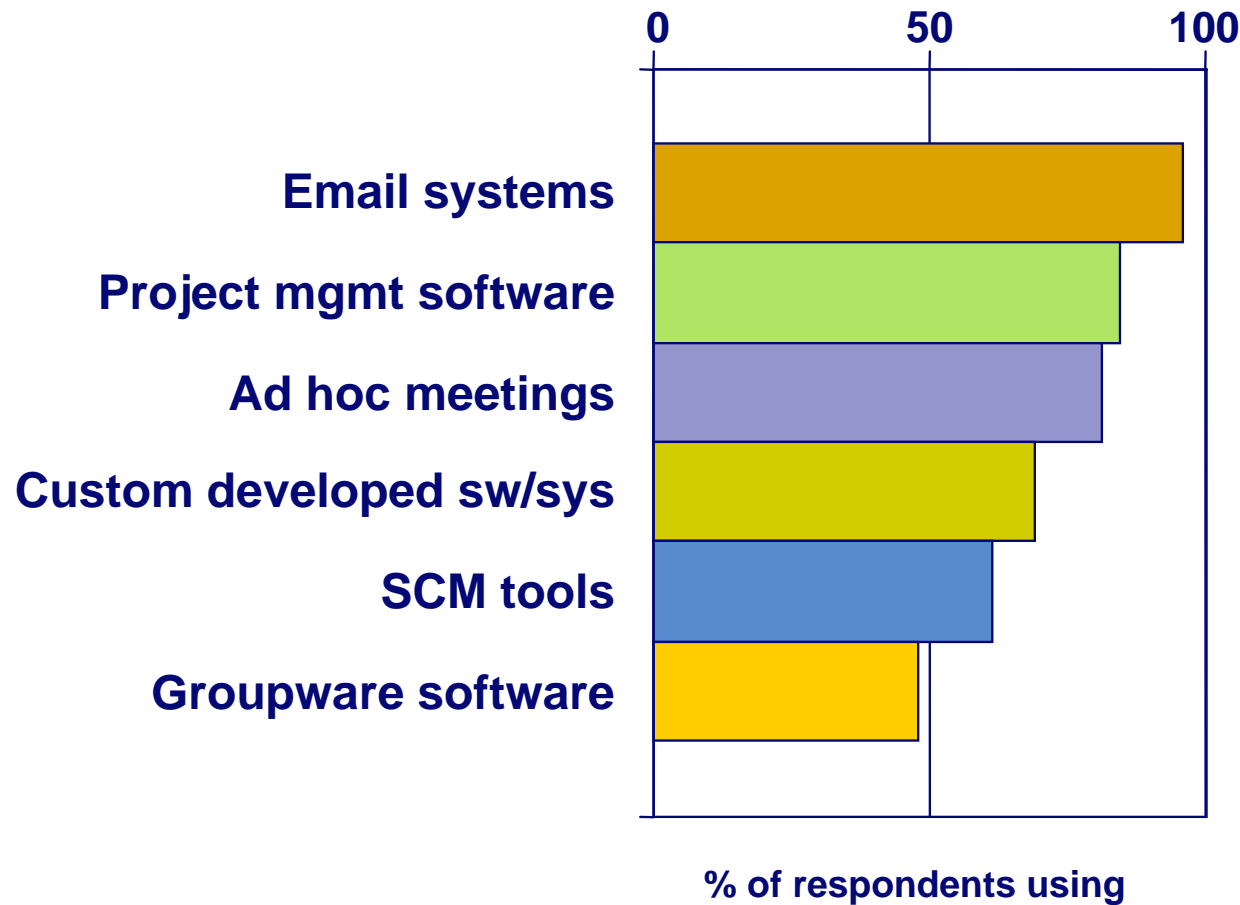 0 50 100
Email systems
Project mgmt software
Ad hoc meetings
Custom developed sw/sys
SCM tools
Groupware software
% of respondents using